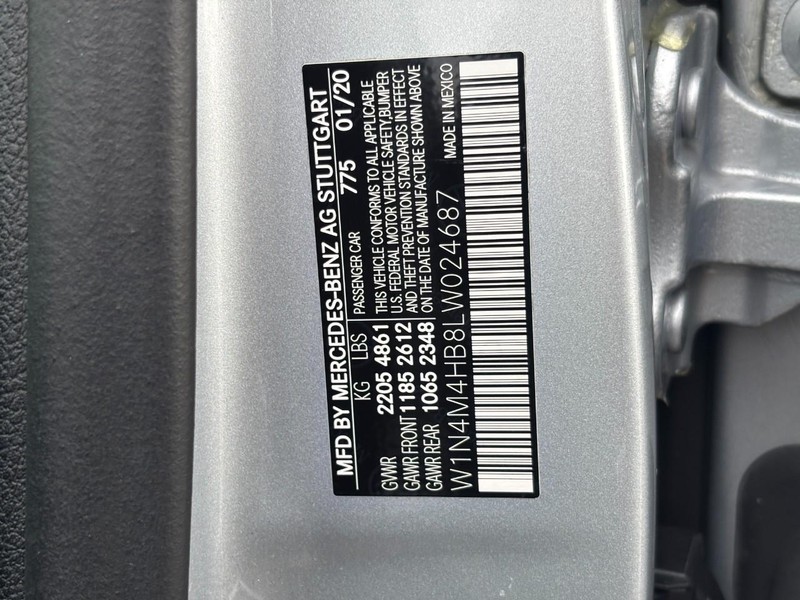 MFD BY MERCEDES-BENZ AG STUTTGART
KG LBS 775 01/20
GVWR 2205 4861
GAWR FRONT 1185 2612
GAWR REAR 1065 2348
PASSENGER CAR
THIS VEHICLE CONFORMS TO ALL APPLICABLE
U.S. FEDERAL MOTOR VEHICLE SAFETY,BUMPER
AND THEFT PREVENTION STANDARDS IN EFFECT
ON THE DATE OF MANUFACTURE SHOWN ABOVE
W1N4M4HB8LW024687 MADE IN MEXICO